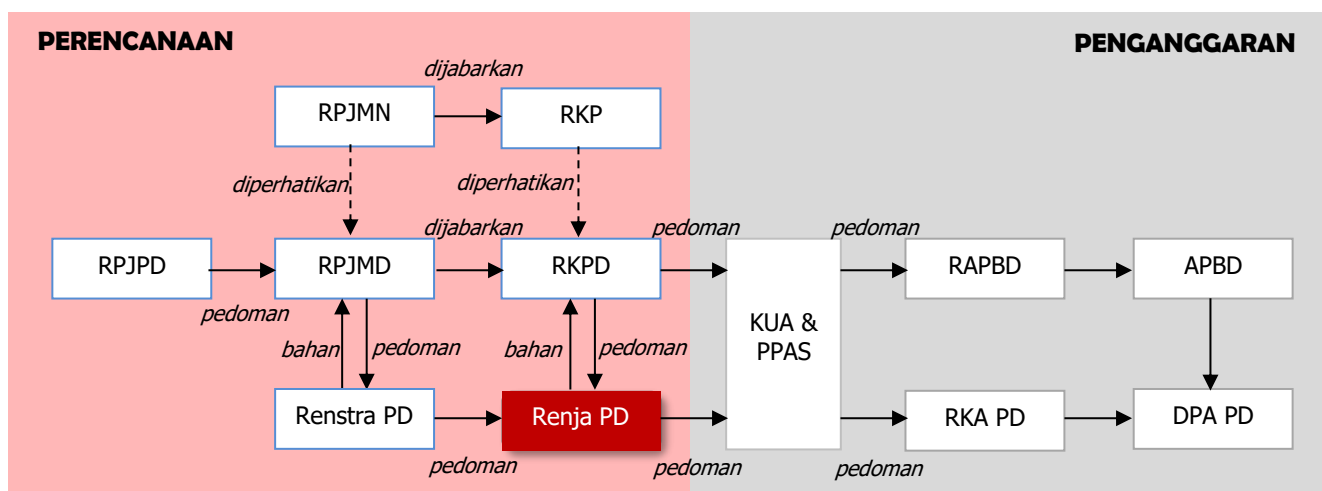 PERENCANAAN
PENGANGGARAN
dijabarkan
RPJMN
RKP
diperhatikan
diperhatikan
dijabarkan
pedoman
pedoman
RPJPD
RPJMD
RKPD
RAPBD
APBD
pedoman
KUA &
PPAS
bahan
pedoman
bahan
pedoman
Renstra PD
Renja PD
RKA PD
DPA PD
pedoman
pedoman
pedoman